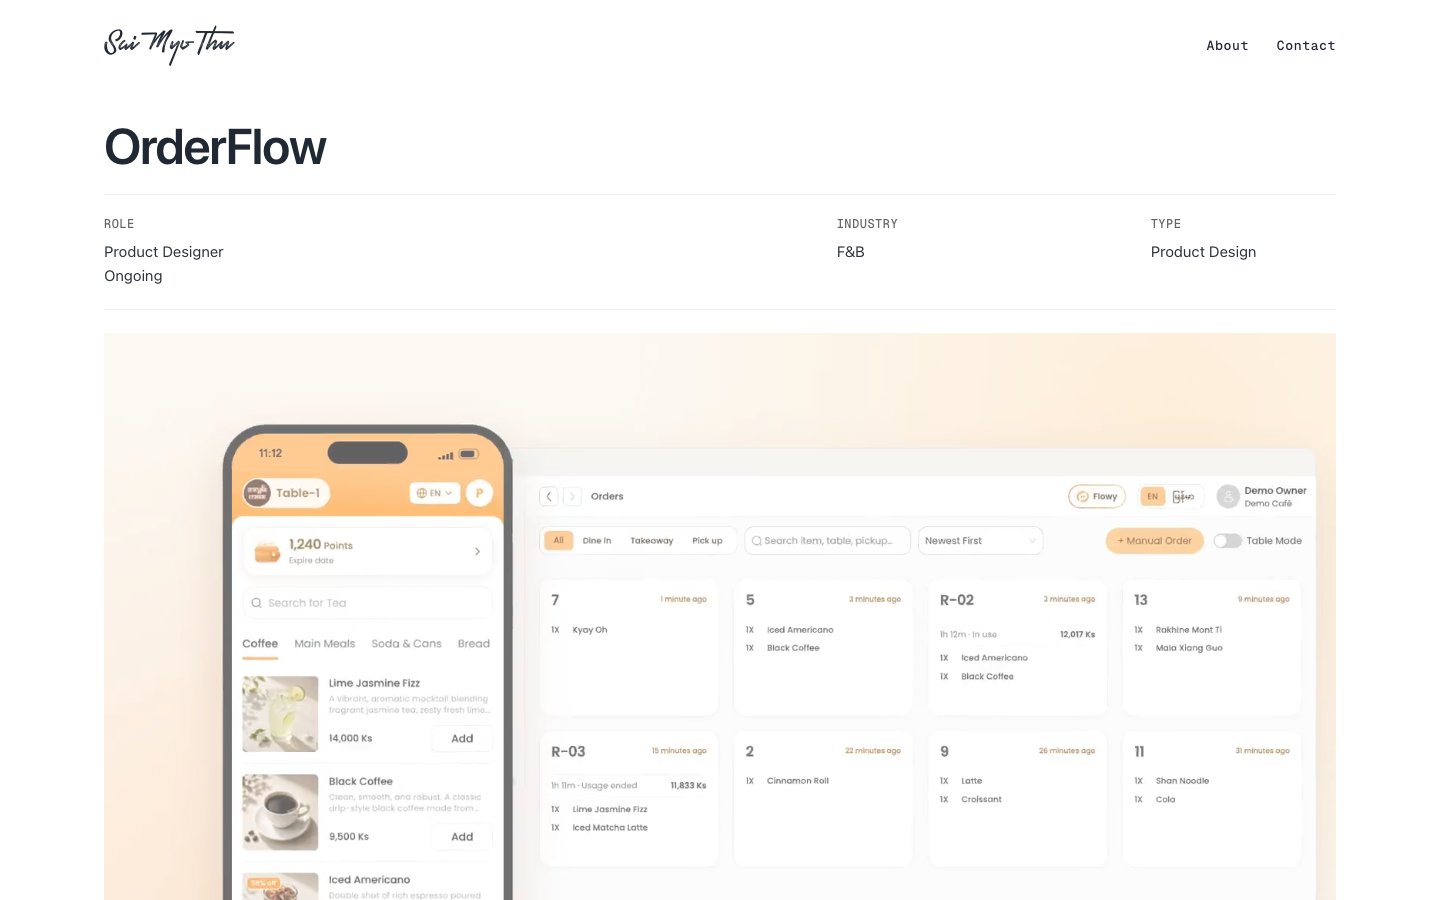 Sai Myo Thu
About
Contact
OrderFlow
ROLE
Product Designer
Ongoing
INDUSTRY
F&B
TYPE
Product Design
11:12
Table-1
EN
P
1,240 Points
Expire date
Search for Tea
Coffee
Main Meals
Soda & Cans
Bread
Lime Jasmine Fizz
A vibrant, aromatic mocktail blending
fragrant jasmine tea, zesty fresh lime...
14,000 Ks
Add
Black Coffee
Clean, smooth, and robust. A classic
drip-style black coffee made from...
9,500 Ks
Add
58% off
Iced Americano
Double shot of rich espresso poured
Orders
Flowy
EN
မြန်မာ
Demo Owner
Demo Café
All
Dine in
Takeaway
Pick up
Search item, table, pickup...
Newest First
+ Manual Order
Table Mode
7
1 minute ago
1X Kyay Oh
5
3 minutes ago
1X Iced Americano
1X Black Coffee
R-02
3 minutes ago
1h 12m · In use
12,017 Ks
1X Iced Americano
1X Black Coffee
13
9 minutes ago
1X Rakhine Mont Ti
1X Mala Xiang Guo
R-03
15 minutes ago
1h 11m · Usage ended
11,833 Ks
1X Lime Jasmine Fizz
1X Iced Matcha Latte
2
22 minutes ago
1X Cinnamon Roll
9
26 minutes ago
1X Latte
1X Croissant
11
31 minutes ago
1X Shan Noodle
1X Cola